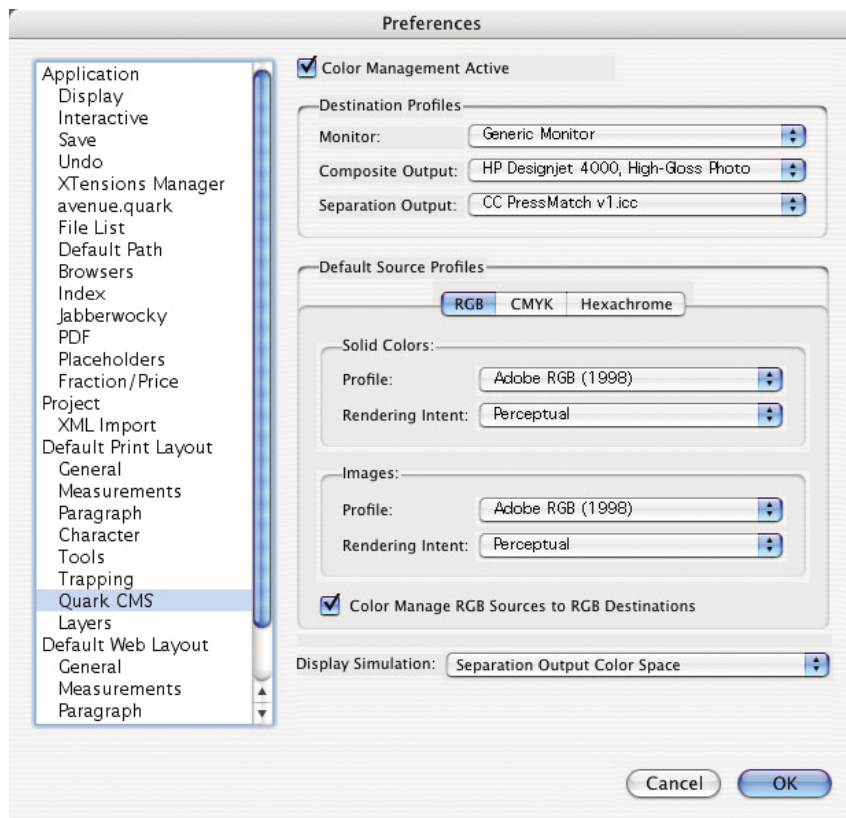 Preferences
Application
Display
Interactive
Save
Undo
XTensions Manager
avenue.quark
File List
Default Path
Browsers
Index
Jabberwocky
PDF
Placeholders
Fraction/Price
Project
XML Import
Default Print Layout
General
Measurements
Paragraph
Character
Tools
Trapping
Quark CMS
Layers
Default Web Layout
General
Measurements
Paragraph
Color Management Active
Destination Profiles
Monitor: Generic Monitor
Composite Output: HP Designjet 4000, High-Gloss Photo
Separation Output: CC PressMatch v1.icc
Default Source Profiles
RGB CMYK Hexachrome
Solid Colors:
Profile: Adobe RGB (1998)
Rendering Intent: Perceptual
Images:
Profile: Adobe RGB (1998)
Rendering Intent: Perceptual
Color Manage RGB Sources to RGB Destinations
Display Simulation: Separation Output Color Space
Cancel OK